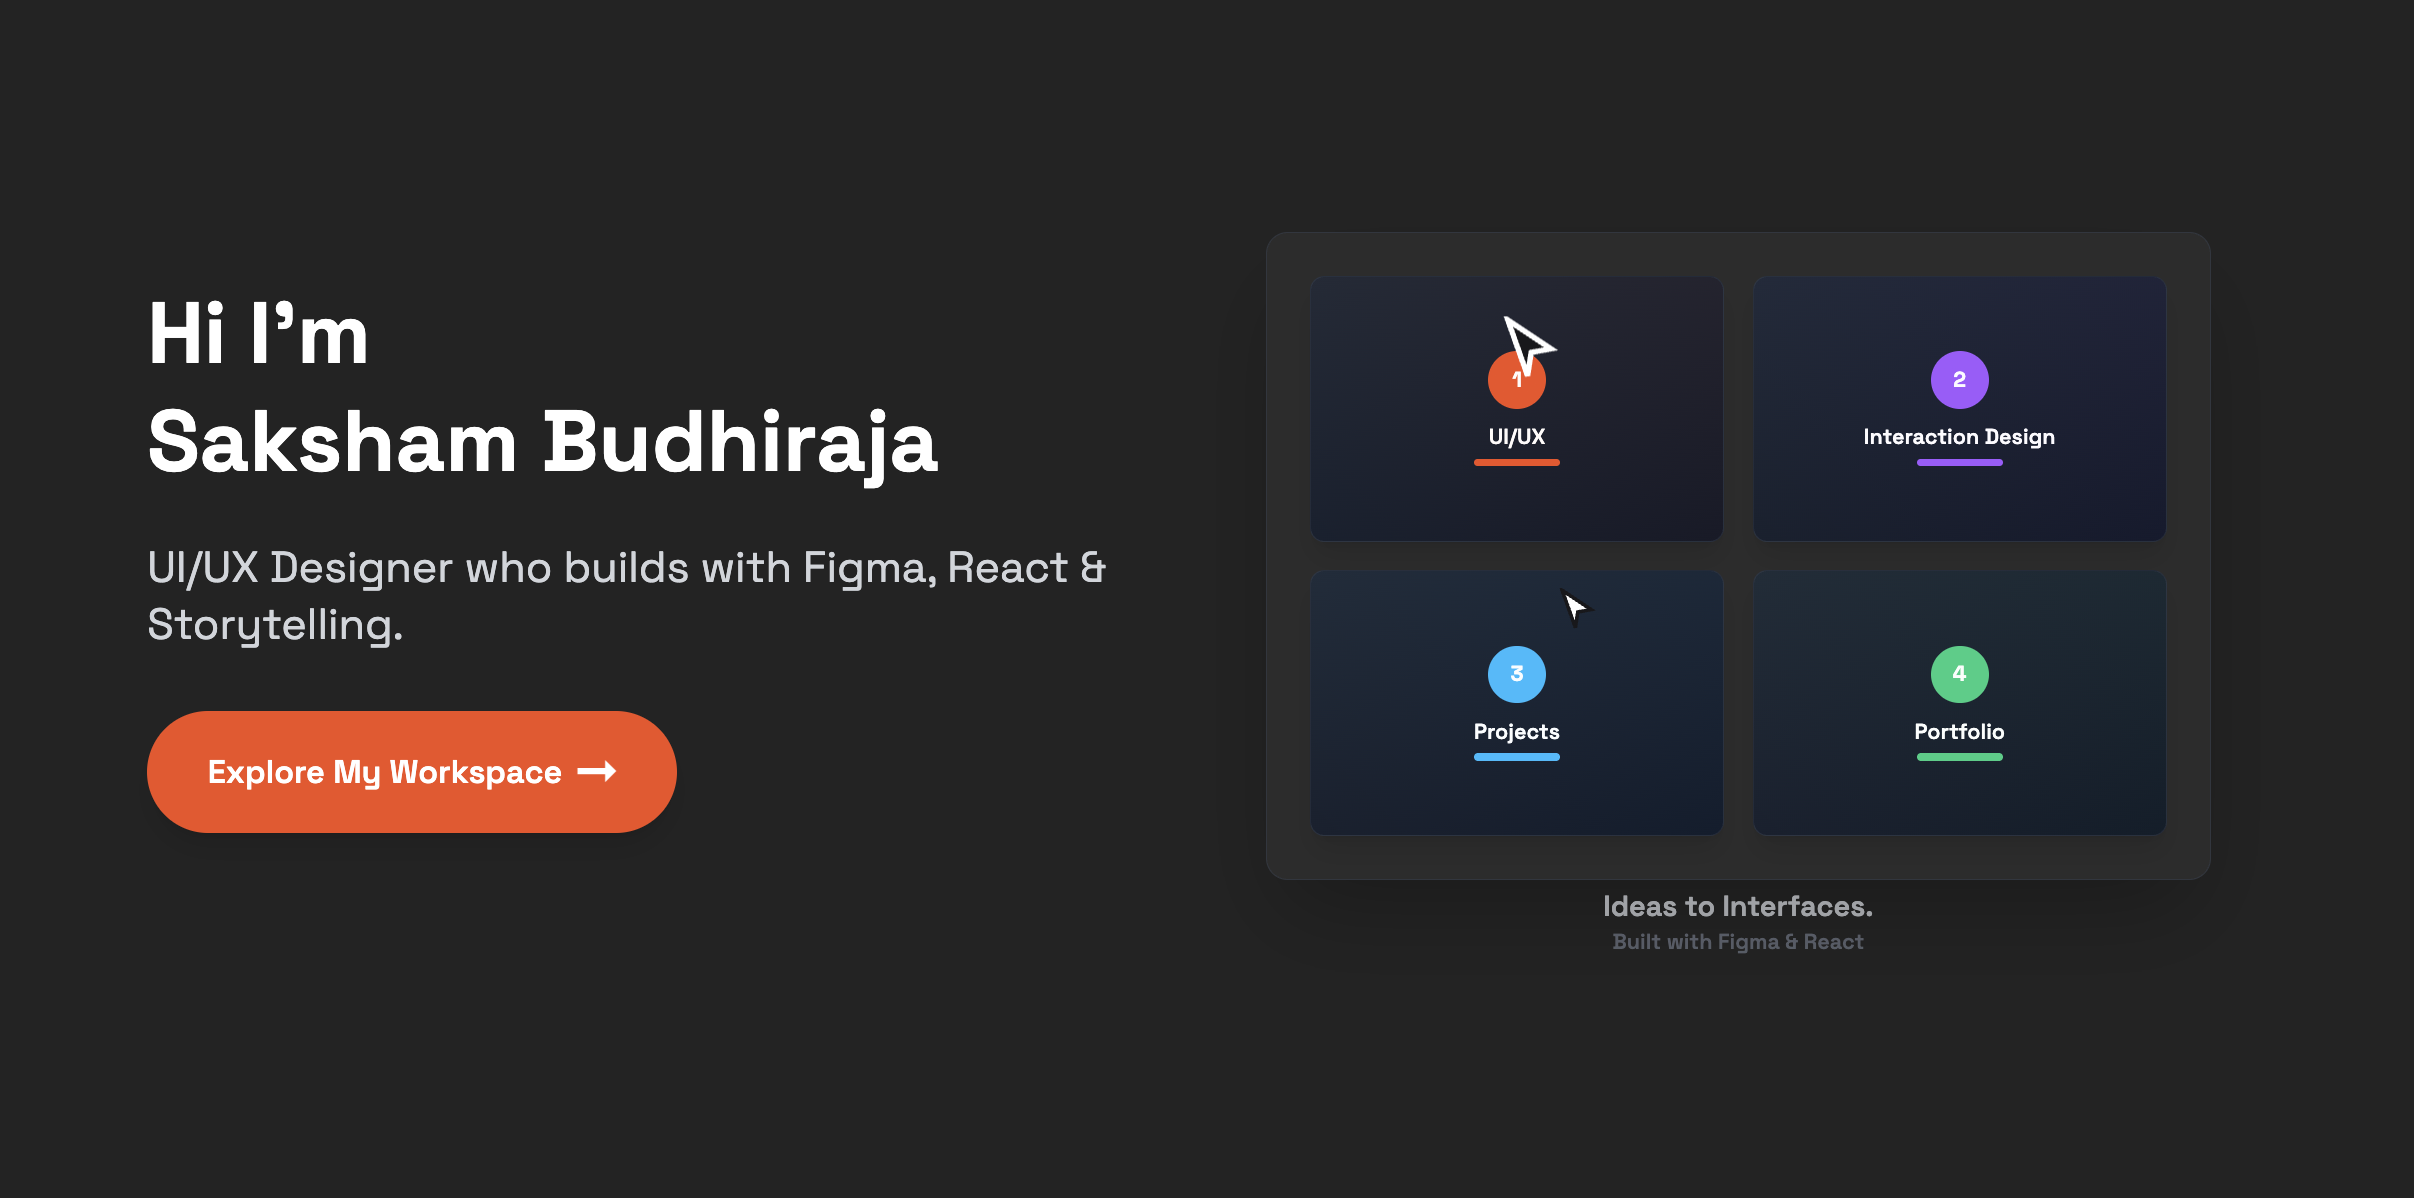 Hi I'm
Saksham Budhiraja
UI/UX Designer who builds with Figma, React &
Storytelling.
Explore My Workspace →
1
UI/UX
2
Interaction Design
3
Projects
4
Portfolio
Ideas to Interfaces.
Built with Figma & React